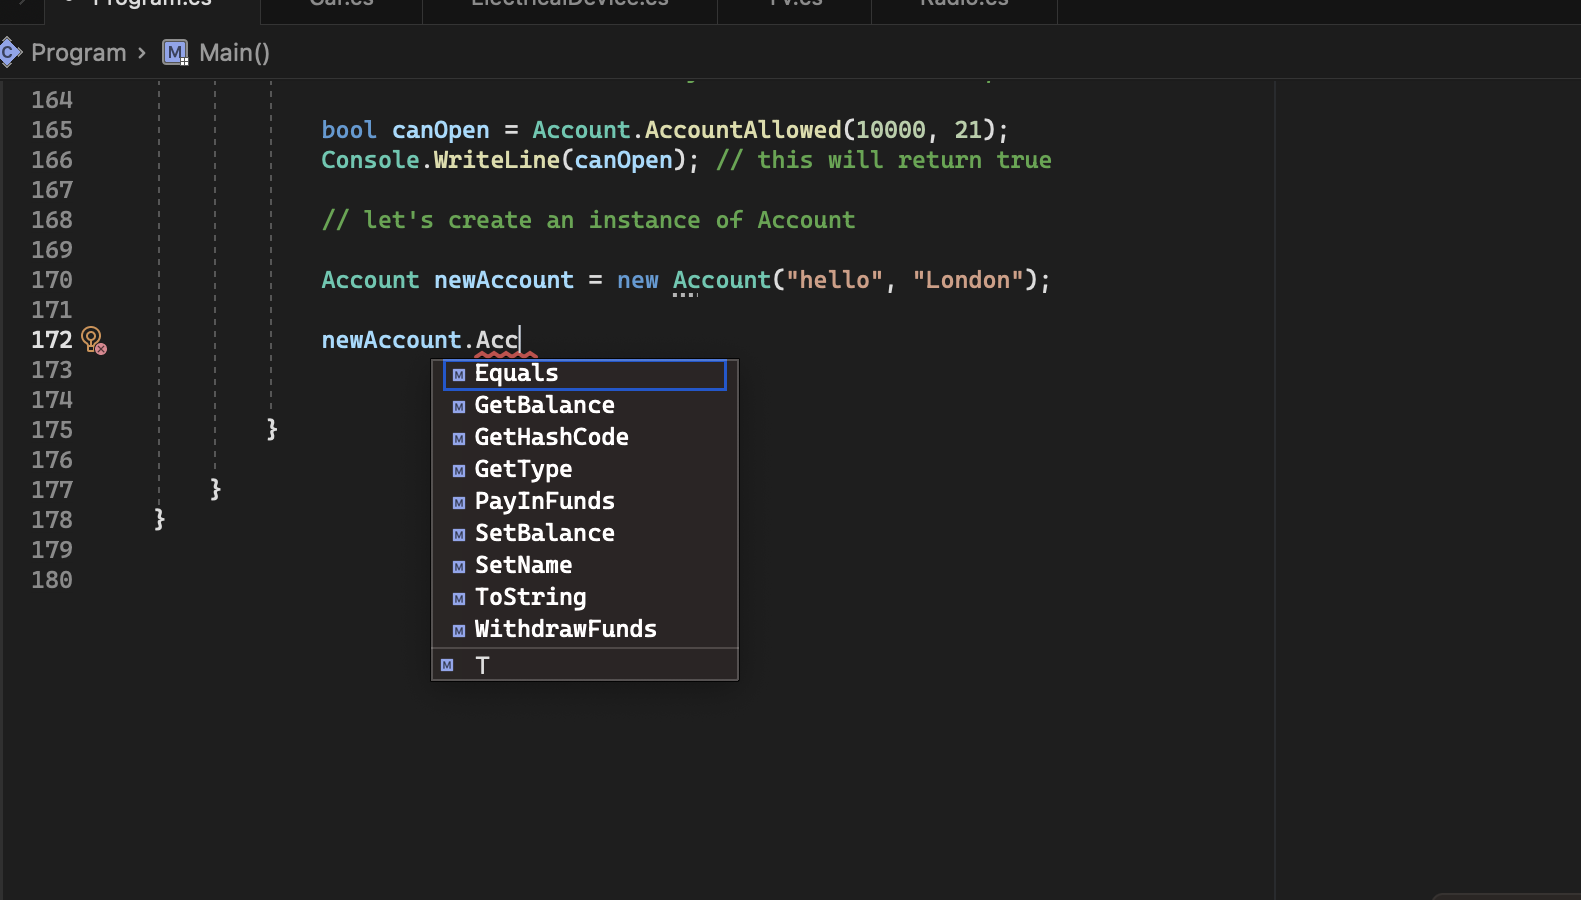 Program.cs Car.cs ElectricalDevice.cs Tv.cs Radio.cs
Program > M Main()
164
165 bool canOpen = Account.AccountAllowed(10000, 21);
166 Console.WriteLine(canOpen); // this will return true
167
168 // let's create an instance of Account
169
170 Account newAccount = new Account("hello", "London");
171
172 newAccount.Acc
173
174
175 }
176
177 }
178 }
179
180
M Equals
M GetBalance
M GetHashCode
M GetType
M PayInFunds
M SetBalance
M SetName
M ToString
M WithdrawFunds
M T